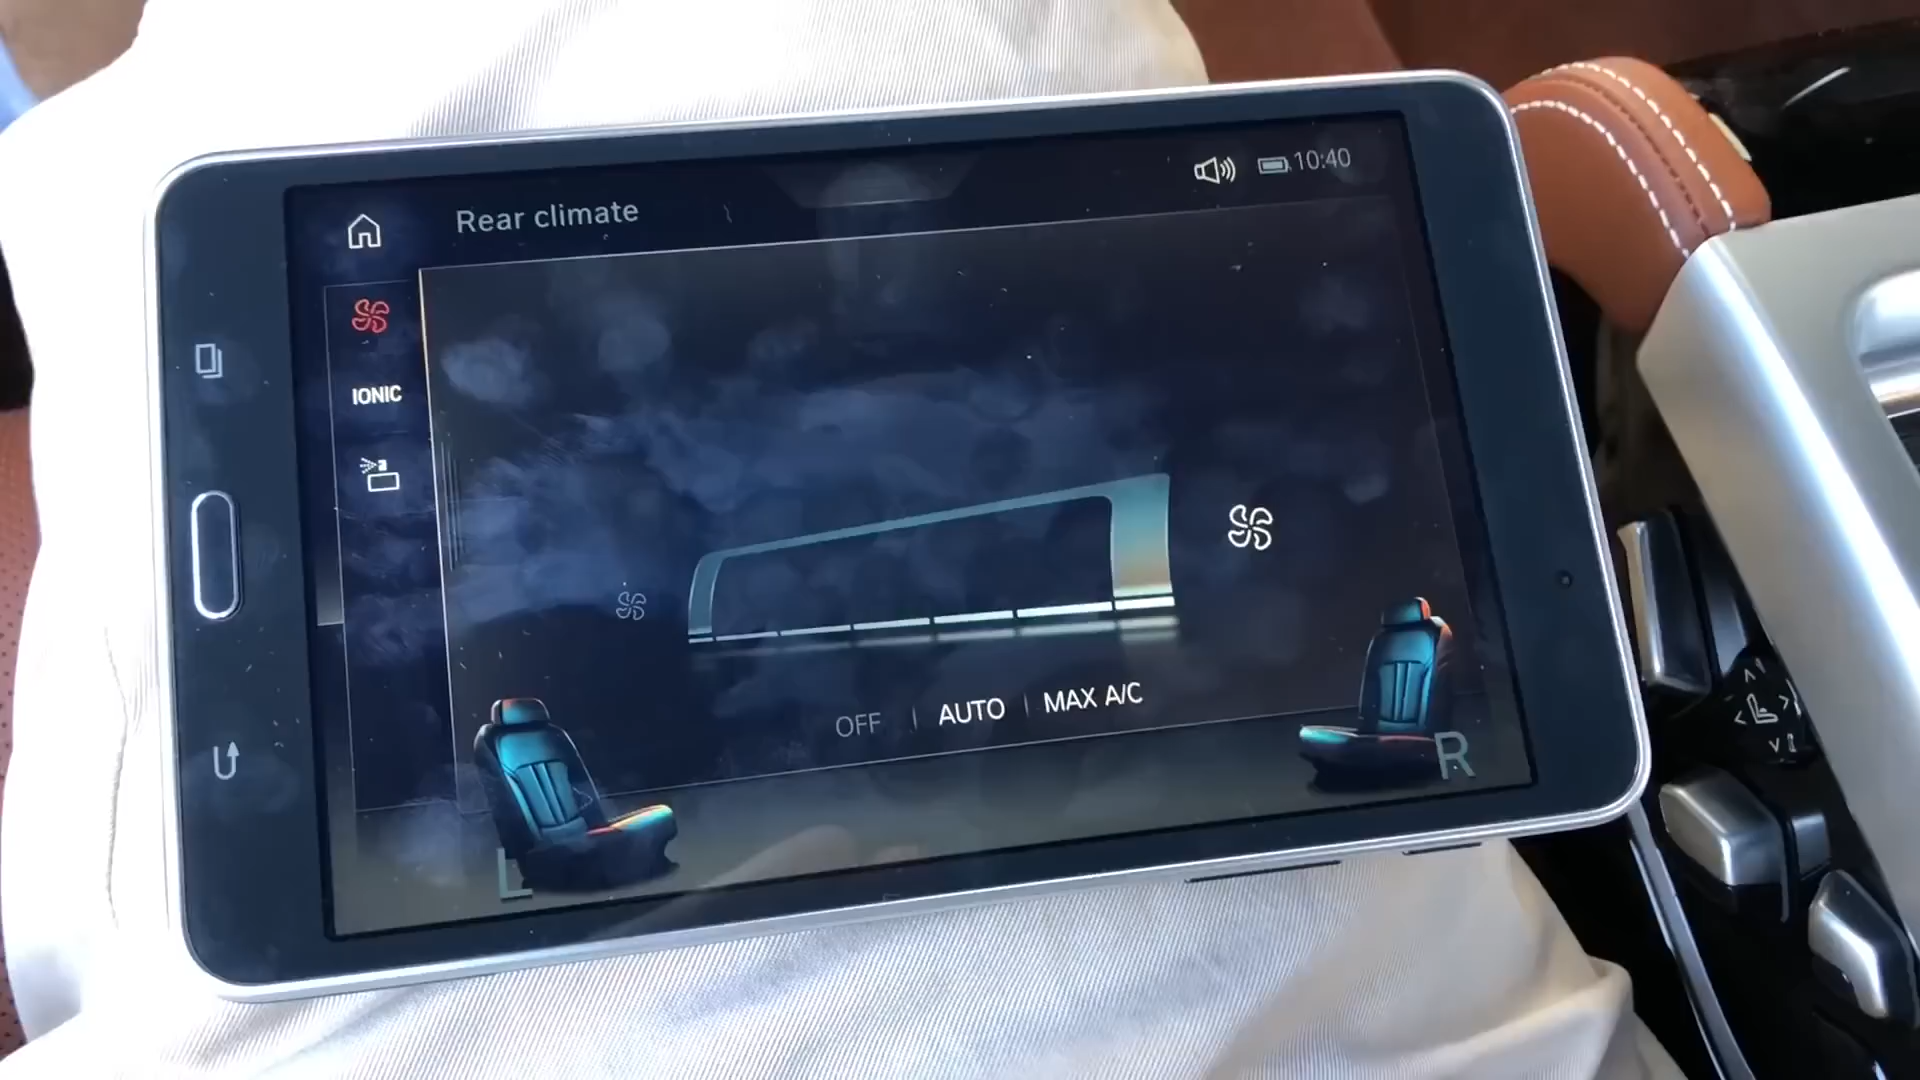 10:40
Rear climate
IONIC
OFF | AUTO | MAX A/C
L
R